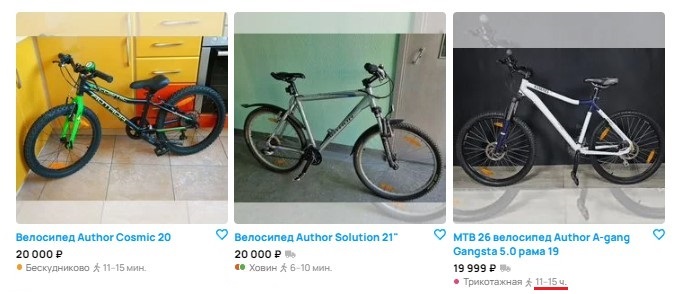 Велосипед Author Cosmic 20
20 000 ₽
Бескудниково 11–15 мин.
Велосипед Author Solution 21"
20 000 ₽
Ховин 6–10 мин.
MTB 26 велосипед Author A-gang
Gangsta 5.0 рама 19
19 999 ₽
Трикотажная 11–15 ч.